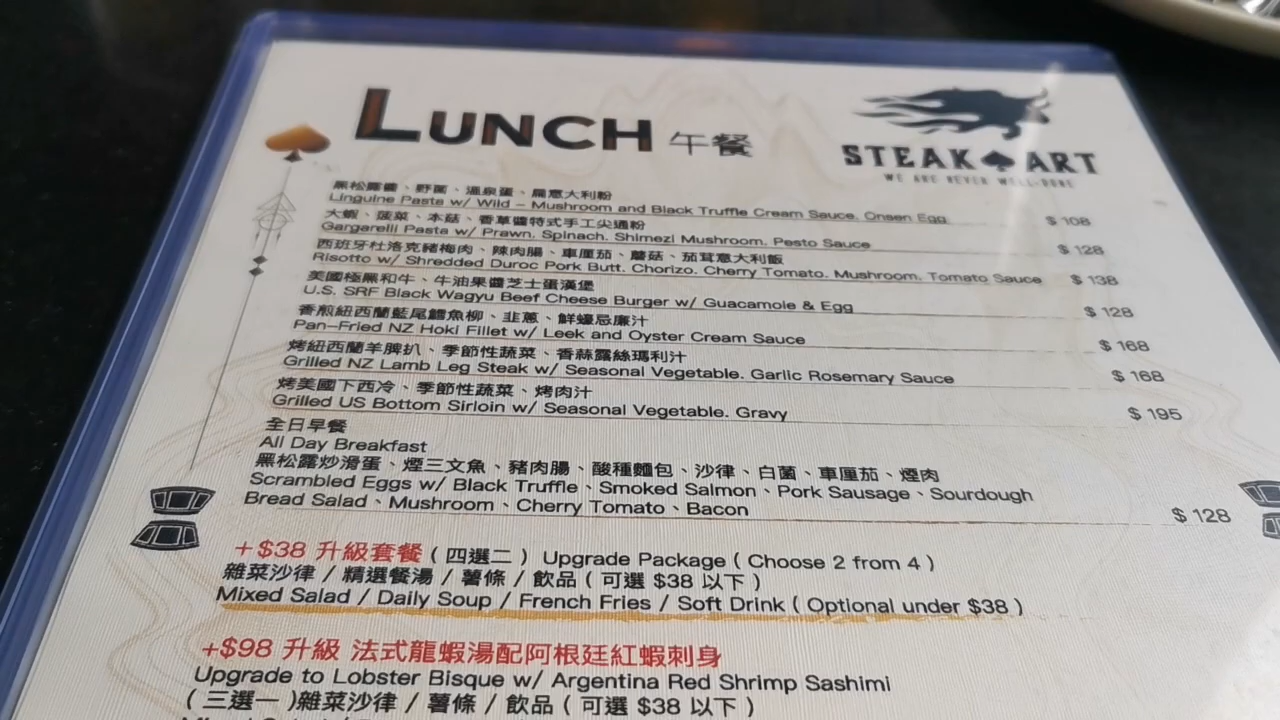 LUNCH 午餐
STEAK ART
WE ARE NEVER WELL-DONE
黑松露醬、野菌、溫泉蛋、扁意大利粉
Linguine Pasta w/ Wild - Mushroom and Black Truffle Cream Sauce, Onsen Egg $ 108
大蝦、菠菜、本菇、香草醬特式手工尖通粉
Gargarelli Pasta w/ Prawn, Spinach, Shimezi Mushroom, Pesto Sauce $ 128
西班牙杜洛克豬梅肉、辣肉腸、車厘茄、蘑菇、茄茸意大利飯
Risotto w/ Shredded Duroc Pork Butt, Chorizo, Cherry Tomato, Mushroom, Tomato Sauce $ 138
美國極黑和牛、牛油果醬芝士蛋漢堡
U.S. SRF Black Wagyu Beef Cheese Burger w/ Guacamole & Egg $ 128
香煎紐西蘭藍尾鱈魚柳、韭蔥、鮮蠔忌廉汁
Pan-Fried NZ Hoki Fillet w/ Leek and Oyster Cream Sauce $ 168
烤紐西蘭羊脾扒、季節性蔬菜、香蒜露絲瑪利汁
Grilled NZ Lamb Leg Steak w/ Seasonal Vegetable, Garlic Rosemary Sauce $ 168
烤美國下西冷、季節性蔬菜、烤肉汁
Grilled US Bottom Sirloin w/ Seasonal Vegetable, Gravy $ 195
全日早餐
All Day Breakfast
黑松露炒滑蛋、煙三文魚、豬肉腸、酸種麵包、沙律、白菌、車厘茄、煙肉
Scrambled Eggs w/ Black Truffle、Smoked Salmon、Pork Sausage、Sourdough
Bread Salad、Mushroom、Cherry Tomato、Bacon $ 128
+$38 升級套餐 ( 四選二 ) Upgrade Package ( Choose 2 from 4 )
雜菜沙律 / 精選餐湯 / 薯條 / 飲品 ( 可選 $38 以下 )
Mixed Salad / Daily Soup / French Fries / Soft Drink ( Optional under $38 )
+$98 升級 法式龍蝦湯配阿根廷紅蝦刺身
Upgrade to Lobster Bisque w/ Argentina Red Shrimp Sashimi
( 三選一 )雜菜沙律 / 薯條 / 飲品 ( 可選 $38 以下 )